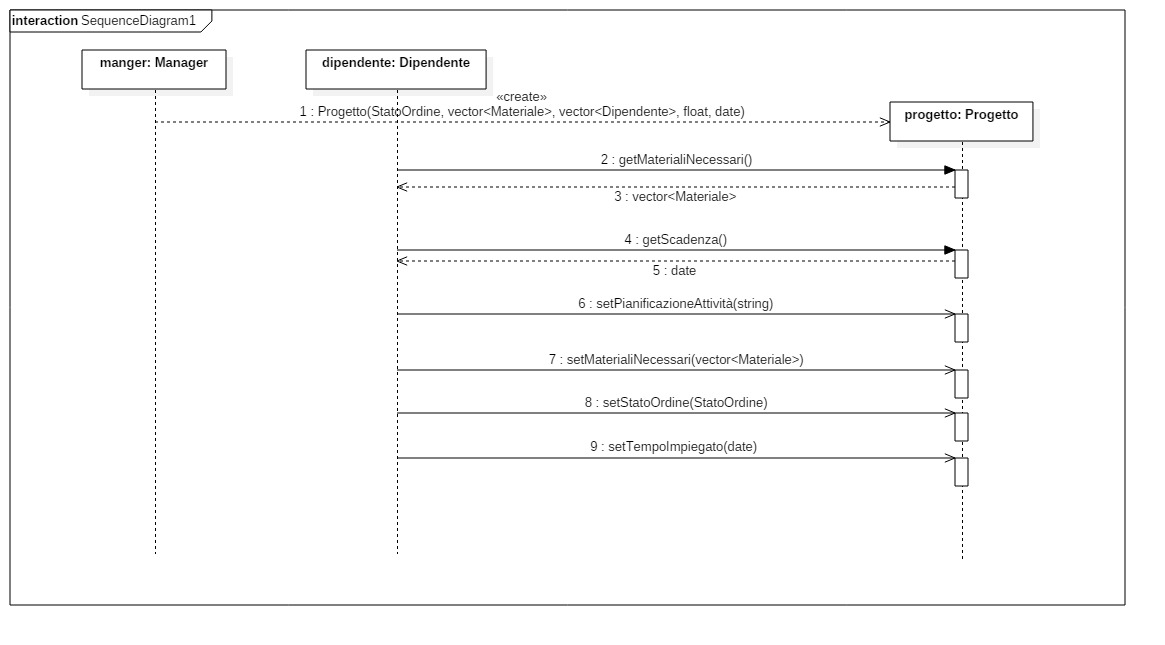 interaction SequenceDiagram1
manger: Manager
dipendente: Dipendente
«create»
1 : Progetto(StatoOrdine, vector<Materiale>, vector<Dipendente>, float, date)
progetto: Progetto
2 : getMaterialiNecessari()
3 : vector<Materiale>
4 : getScadenza()
5 : date
6 : setPianificazioneAttività(string)
7 : setMaterialiNecessari(vector<Materiale>)
8 : setStatoOrdine(StatoOrdine)
9 : setTempoImpiegato(date)